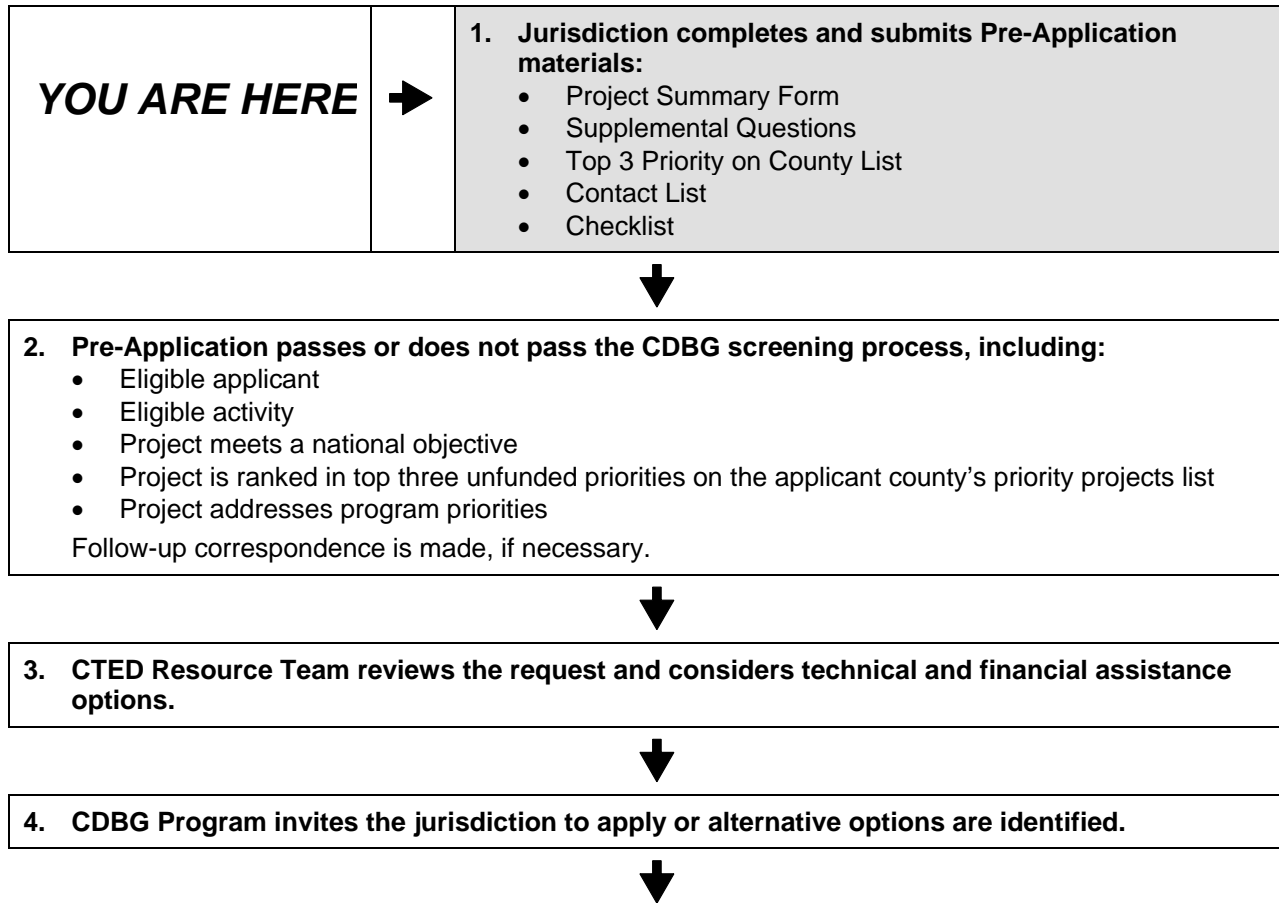 YOU ARE HERE
1. Jurisdiction completes and submits Pre-Application
materials:
• Project Summary Form
• Supplemental Questions
• Top 3 Priority on County List
• Contact List
• Checklist
2. Pre-Application passes or does not pass the CDBG screening process, including:
• Eligible applicant
• Eligible activity
• Project meets a national objective
• Project is ranked in top three unfunded priorities on the applicant county’s priority projects list
• Project addresses program priorities
Follow-up correspondence is made, if necessary.
3. CTED Resource Team reviews the request and considers technical and financial assistance
options.
4. CDBG Program invites the jurisdiction to apply or alternative options are identified.